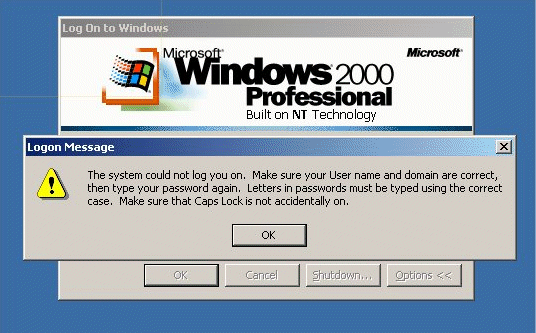 Log On to Windows
Microsoft®
Microsoft®
Windows® 2000
Professional
Built on NT Technology
Logon Message
The system could not log you on. Make sure your User name and domain are correct,
then type your password again. Letters in passwords must be typed using the correct
case. Make sure that Caps Lock is not accidentally on.
OK
OK
Cancel
Shutdown...
Options <<